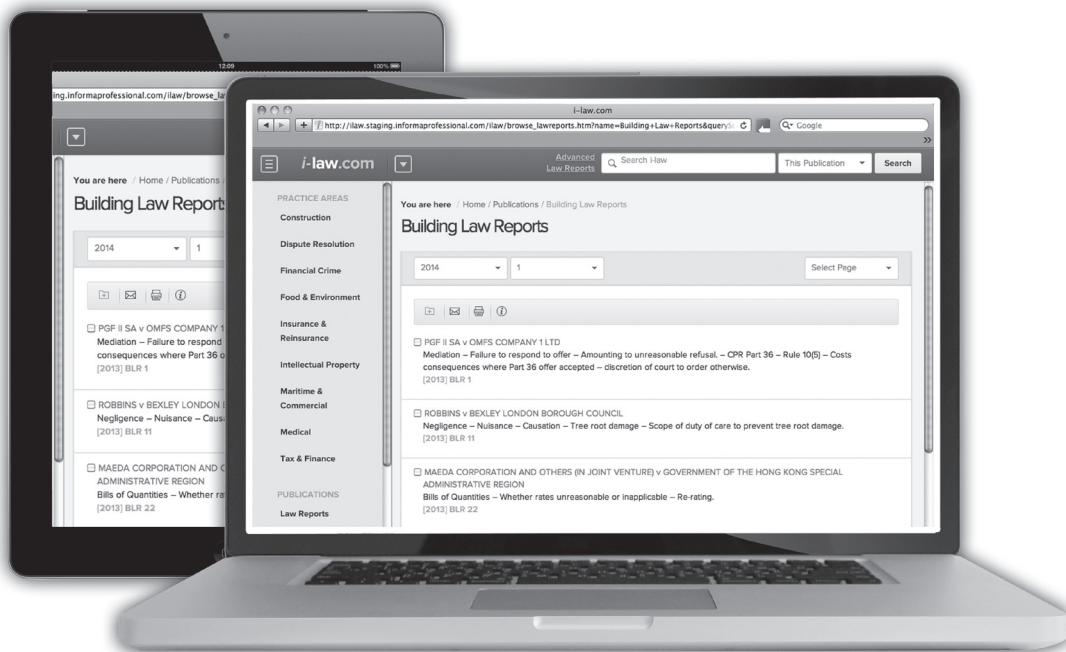 12:09
100%
ing.informaprofessional.com/ilaw/browse_la
You are here / Home / Publications /
Building Law Report
2014
1
PGF II SA v OMFS COMPANY 1
Mediation – Failure to respond
consequences where Part 36 o
[2013] BLR 1
ROBBINS v BEXLEY LONDON B
Negligence – Nuisance – Caus
[2013] BLR 11
MAEDA CORPORATION AND O
ADMINISTRATIVE REGION
Bills of Quantities – Whether ra
[2013] BLR 22
i-law.com
http://ilaw.staging.informaprofessional.com/ilaw/browse_lawreports.htm?name=Building+Law+Reports&querySe
Google
i-law.com
Advanced
Law Reports
Search i-law
This Publication
Search
PRACTICE AREAS
Construction
Dispute Resolution
Financial Crime
Food & Environment
Insurance &
Reinsurance
Intellectual Property
Maritime &
Commercial
Medical
Tax & Finance
PUBLICATIONS
Law Reports
You are here / Home / Publications / Building Law Reports
Building Law Reports
2014
1
Select Page
PGF II SA v OMFS COMPANY 1 LTD
Mediation – Failure to respond to offer – Amounting to unreasonable refusal. – CPR Part 36 – Rule 10(5) – Costs
consequences where Part 36 offer accepted – discretion of court to order otherwise.
[2013] BLR 1
ROBBINS v BEXLEY LONDON BOROUGH COUNCIL
Negligence – Nuisance – Causation – Tree root damage – Scope of duty of care to prevent tree root damage.
[2013] BLR 11
MAEDA CORPORATION AND OTHERS (IN JOINT VENTURE) v GOVERNMENT OF THE HONG KONG SPECIAL
ADMINISTRATIVE REGION
Bills of Quantities – Whether rates unreasonable or inapplicable – Re-rating.
[2013] BLR 22